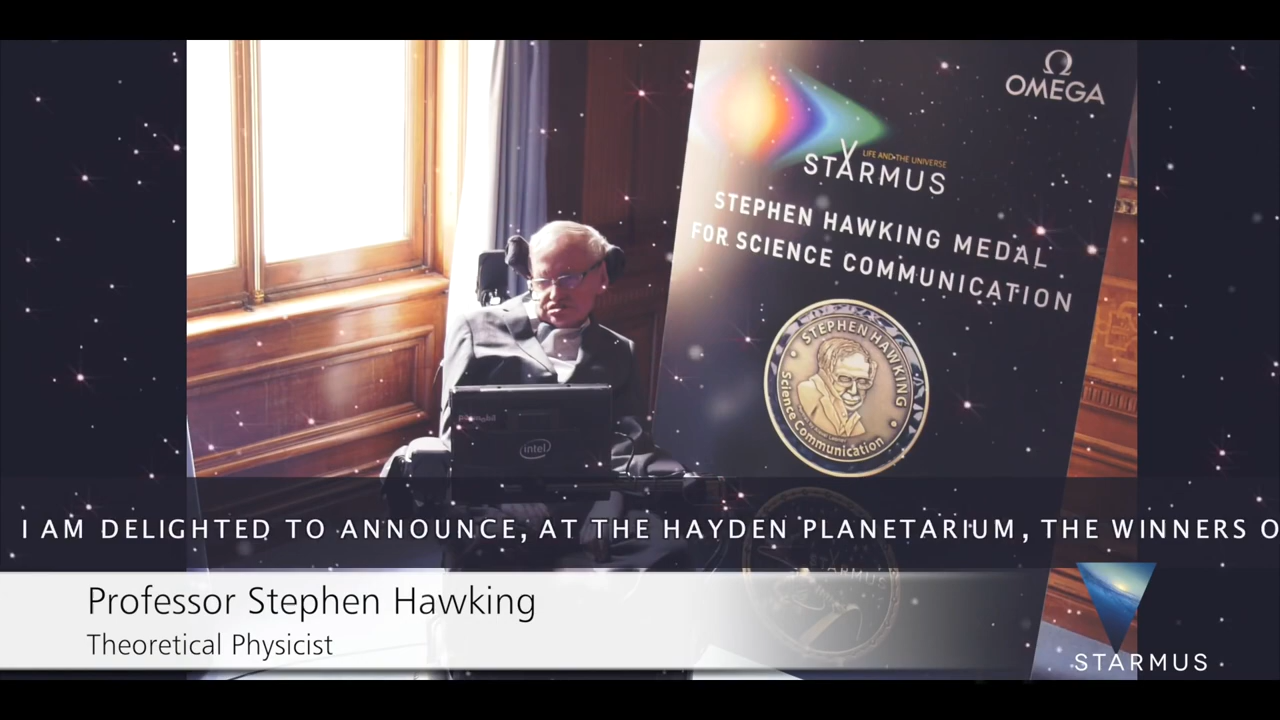 Ω
OMEGA
LIFE AND THE UNIVERSE
STARMUS
STEPHEN HAWKING MEDAL
FOR SCIENCE COMMUNICATION
STEPHEN HAWKING
Science Communication
intel
I AM DELIGHTED TO ANNOUNCE, AT THE HAYDEN PLANETARIUM, THE WINNERS O
STARMUS
Professor Stephen Hawking
Theoretical Physicist
STARMUS